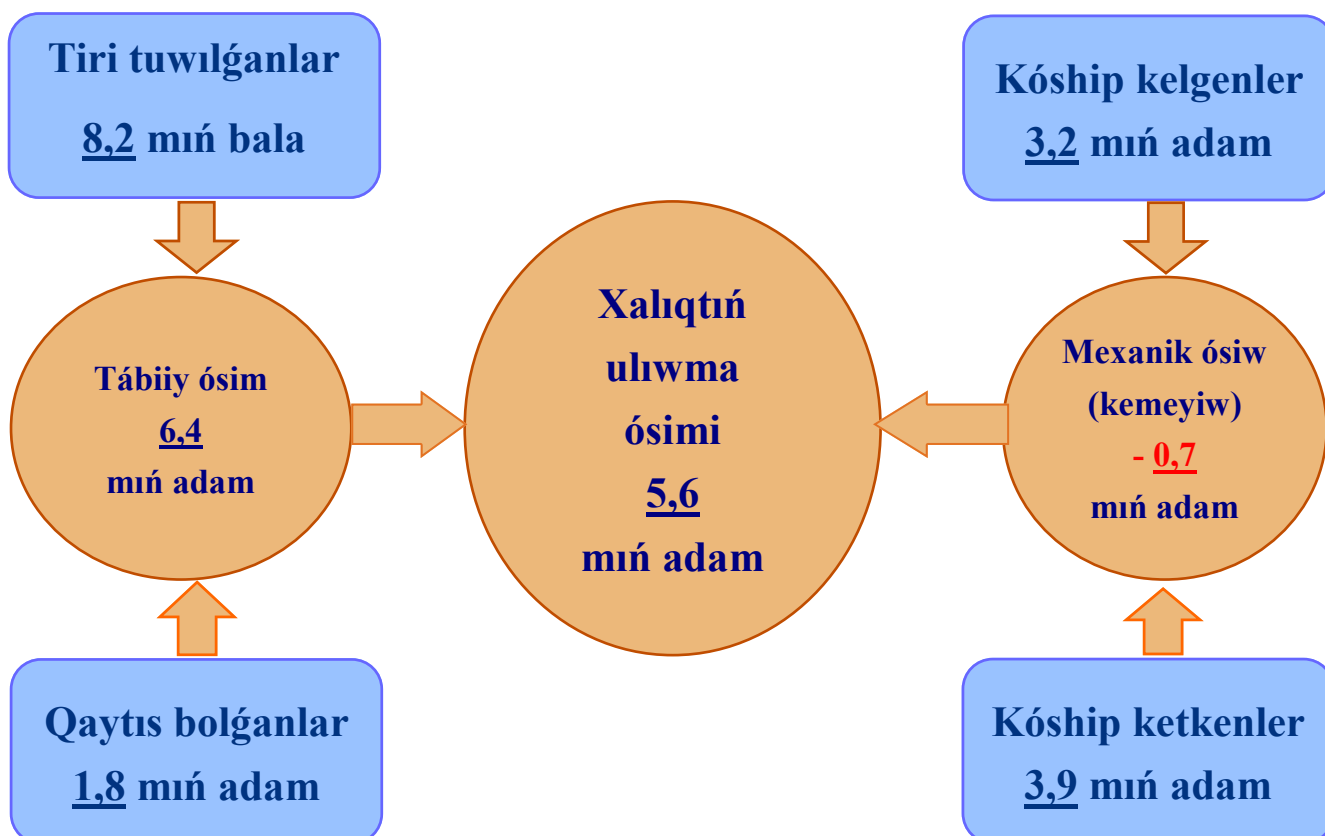 Tiri tuwılǵanlar
8,2 mıń bala
Kóship kelgenler
3,2 mıń adam
Tábiiy ósim
6,4
mıń adam
Xalıqtıń
ulıwma
ósimi
5,6
mıń adam
Mexanik ósiw
(kemeyiw)
- 0,7
mıń adam
Qaytıs bolǵanlar
1,8 mıń adam
Kóship ketkenler
3,9 mıń adam